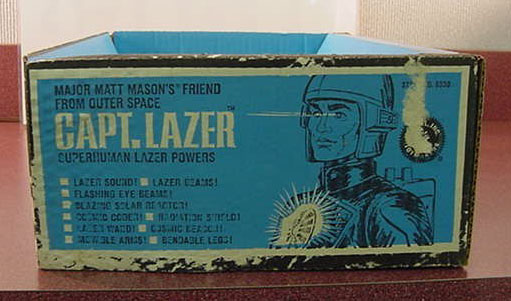 MAJOR MATT MASON'S® FRIEND
FROM OUTER SPACE
CAPT. LAZER™
SUPERHUMAN LAZER POWERS
LAZER SOUND! LAZER BEAMS!
FLASHING EYE BEAMS!
BLAZING SOLAR REACTOR!
COSMIC CODER! RADIATION SHIELD!
LAZER WAND! COSMIC BEACON!
MOVABLE ARMS! BENDABLE LEGS!